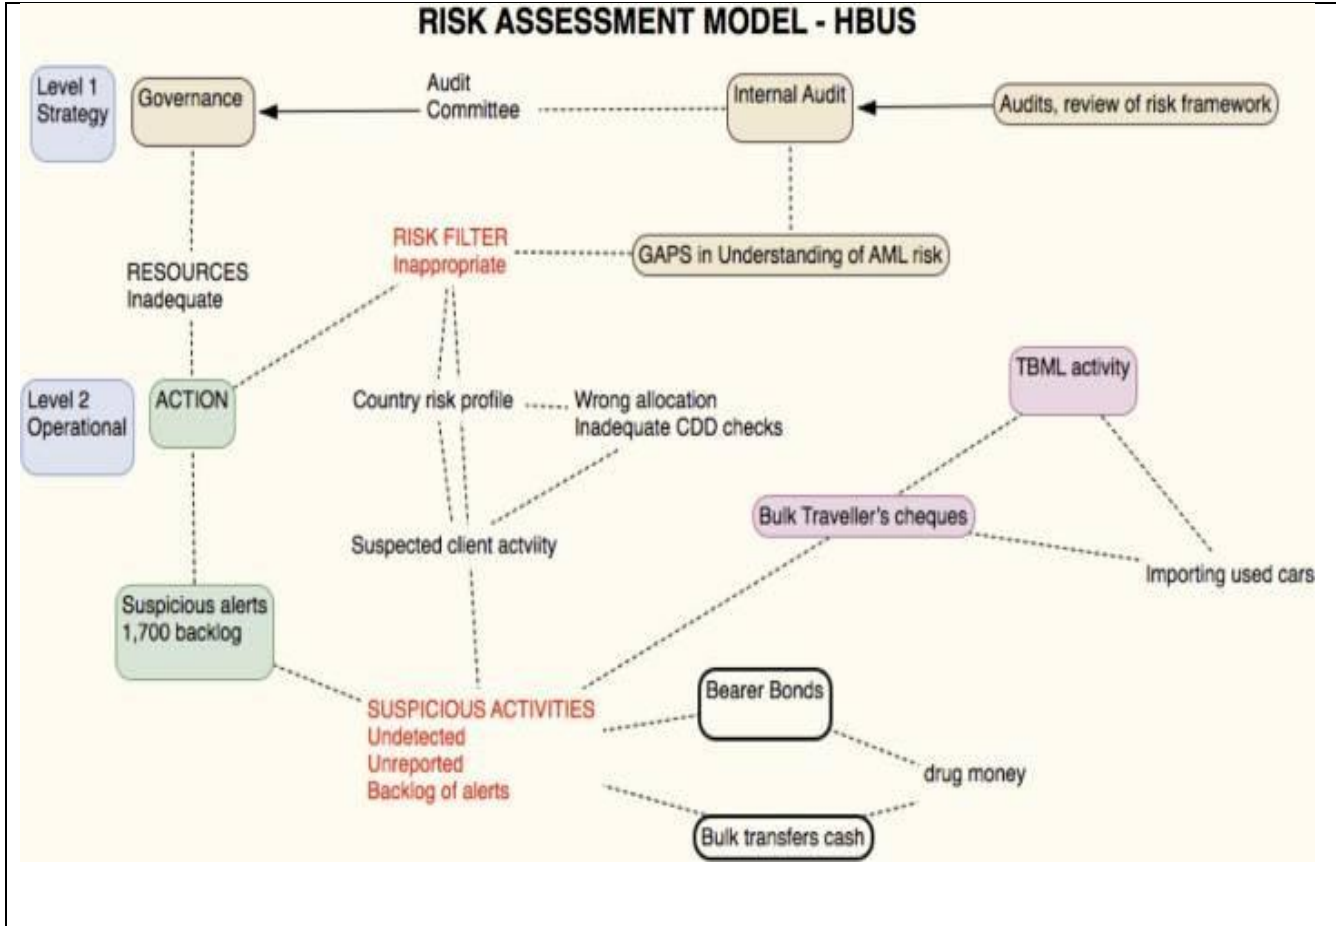 RISK ASSESSMENT MODEL - HBUS
Level 1
Strategy
Governance
Audit
Committee
Internal Audit
Audits, review of risk framework
RISK FILTER
Inappropriate
GAPS in Understanding of AML risk
RESOURCES
Inadequate
Level 2
Operational
ACTION
Country risk profile
Wrong allocation
Inadequate CDD checks
TBML activity
Bulk Traveller's cheques
Suspected client actviity
Importing used cars
Suspicious alerts
1,700 backlog
SUSPICIOUS ACTIVITIES
Undetected
Unreported
Backlog of alerts
Bearer Bonds
drug money
Bulk transfers cash